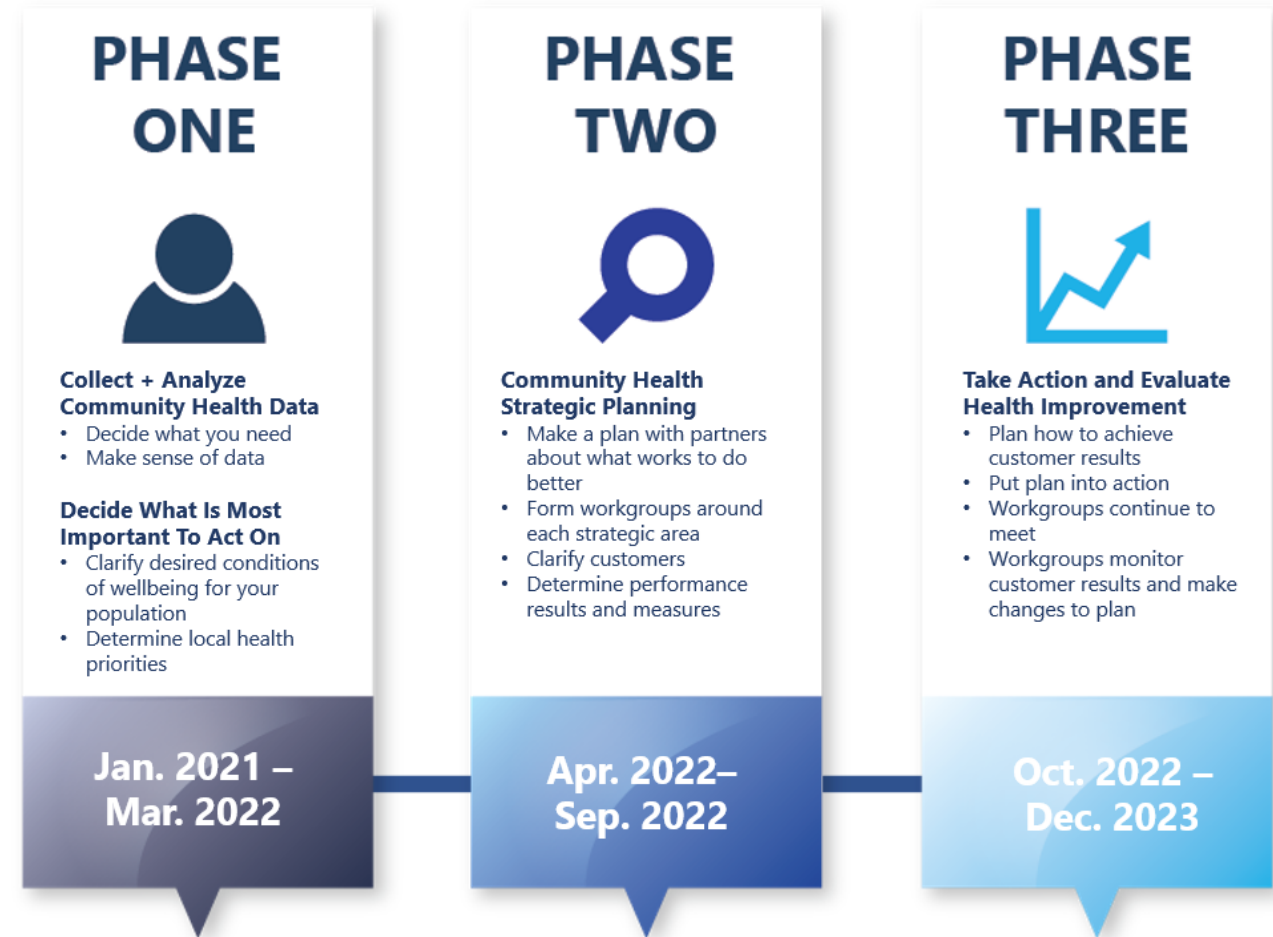 PHASE
ONE
Collect + Analyze
Community Health Data
• Decide what you need
• Make sense of data
Decide What Is Most
Important To Act On
• Clarify desired conditions
of wellbeing for your
population
• Determine local health
priorities
Jan. 2021 –
Mar. 2022
PHASE
TWO
Community Health
Strategic Planning
• Make a plan with partners
about what works to do
better
• Form workgroups around
each strategic area
• Clarify customers
• Determine performance
results and measures
Apr. 2022–
Sep. 2022
PHASE
THREE
Take Action and Evaluate
Health Improvement
• Plan how to achieve
customer results
• Put plan into action
• Workgroups continue to
meet
• Workgroups monitor
customer results and make
changes to plan
Oct. 2022 –
Dec. 2023